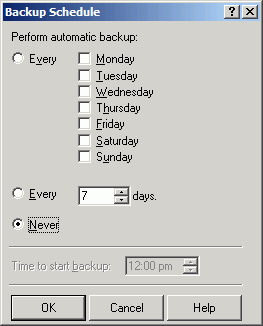 Backup Schedule
Perform automatic backup:
Every
Monday
Tuesday
Wednesday
Thursday
Friday
Saturday
Sunday
Every 7 days.
Never
Time to start backup: 12:00 pm
OK Cancel Help